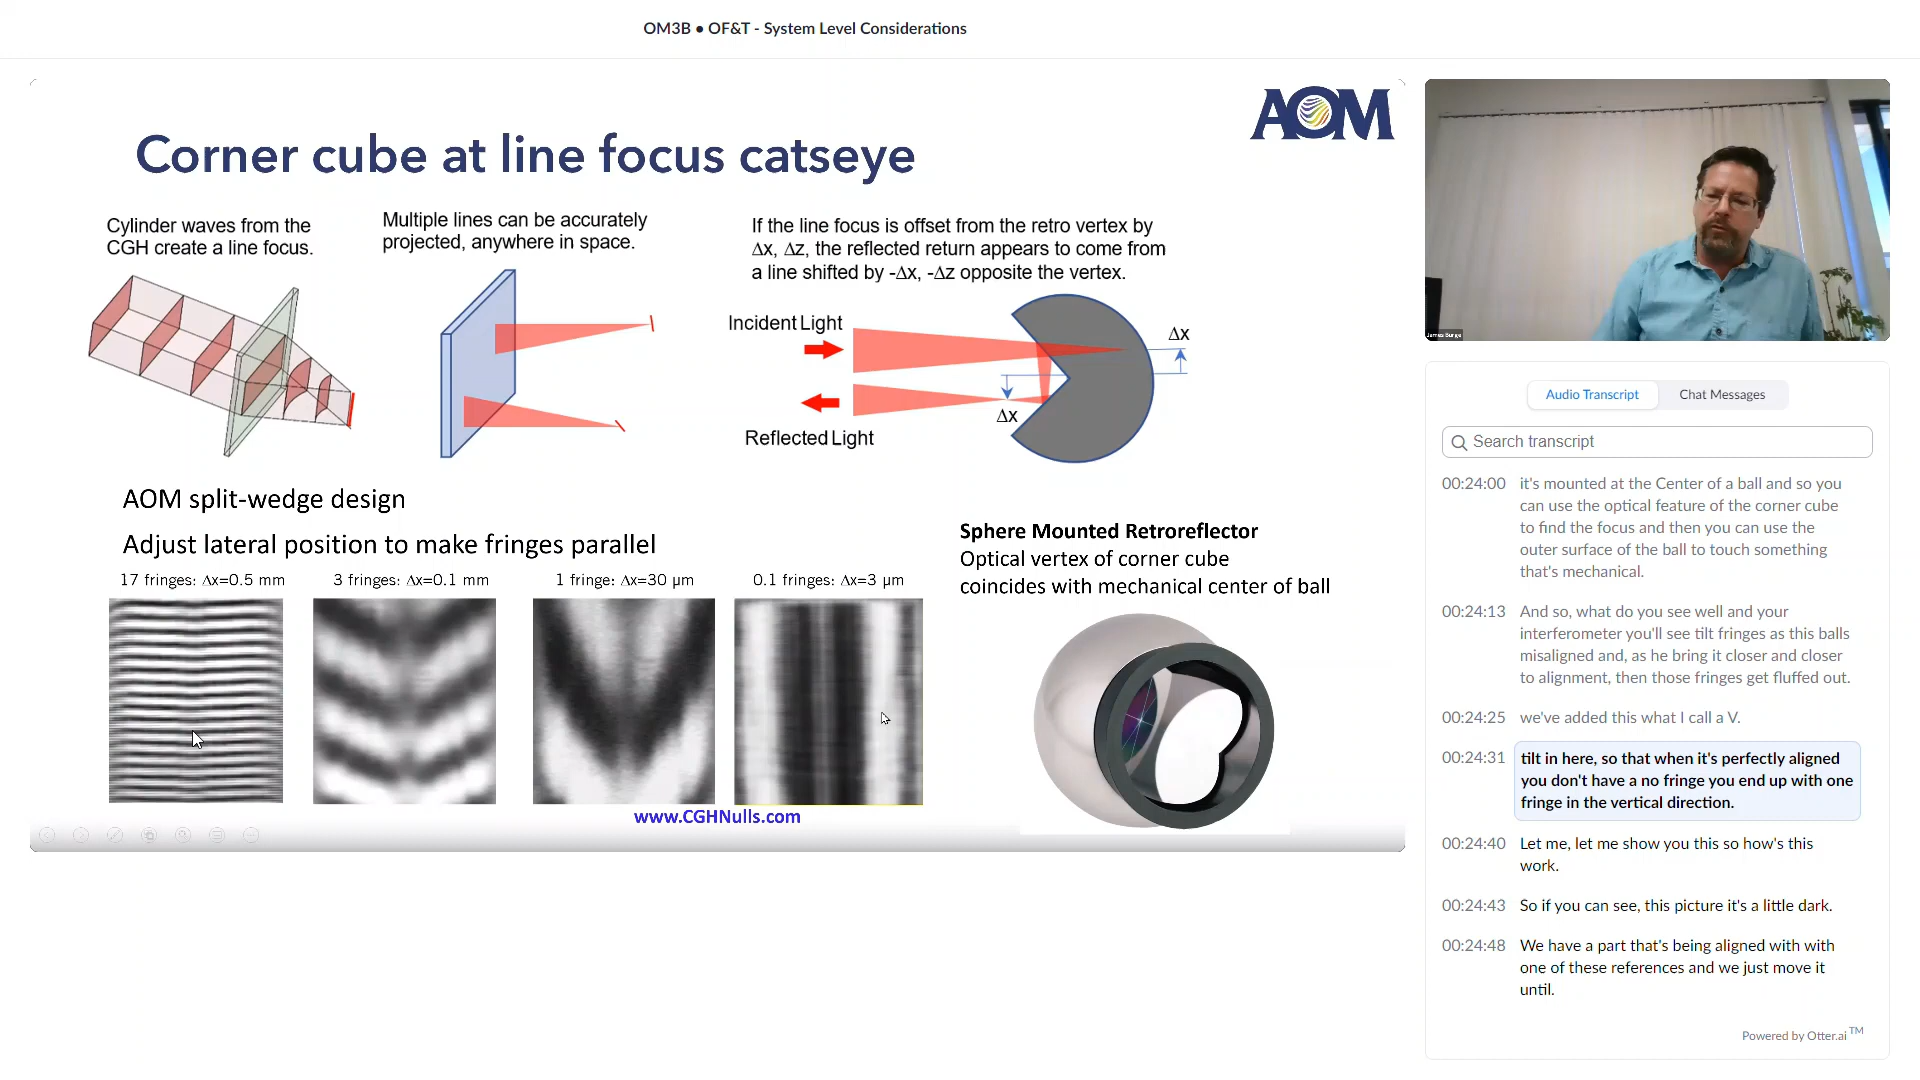 OM3B ● OF&T - System Level Considerations
AOM
Corner cube at line focus catseye
Cylinder waves from the
CGH create a line focus.
Multiple lines can be accurately
projected, anywhere in space.
If the line focus is offset from the retro vertex by
Δx, Δz, the reflected return appears to come from
a line shifted by -Δx, -Δz opposite the vertex.
Incident Light
Δx
Δx
Reflected Light
AOM split-wedge design
Adjust lateral position to make fringes parallel
17 fringes: Δx=0.5 mm
3 fringes: Δx=0.1 mm
1 fringe: Δx=30 µm
0.1 fringes: Δx=3 µm
Sphere Mounted Retroreflector
Optical vertex of corner cube
coincides with mechanical center of ball
www.CGHNulls.com
James Burge
Audio Transcript
Chat Messages
Search transcript
00:24:00 it's mounted at the Center of a ball and so you
can use the optical feature of the corner cube
to find the focus and then you can use the
outer surface of the ball to touch something
that's mechanical.
00:24:13 And so, what do you see well and your
interferometer you'll see tilt fringes as this balls
misaligned and, as he bring it closer and closer
to alignment, then those fringes get fluffed out.
00:24:25 we've added this what I call a V.
00:24:31 tilt in here, so that when it's perfectly aligned
you don't have a no fringe you end up with one
fringe in the vertical direction.
00:24:40 Let me, let me show you this so how's this
work.
00:24:43 So if you can see, this picture it's a little dark.
00:24:48 We have a part that's being aligned with with
one of these references and we just move it
until.
Powered by Otter.ai TM